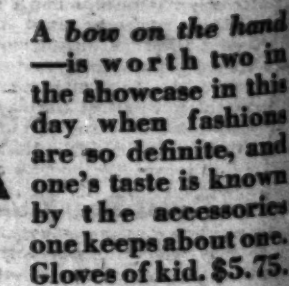 A bow on the hand
—is worth two in
the showcase in this
day when fashions
are so definite, and
one's taste is known
by the accessories
one keeps about one.
Gloves of kid. $5.75.